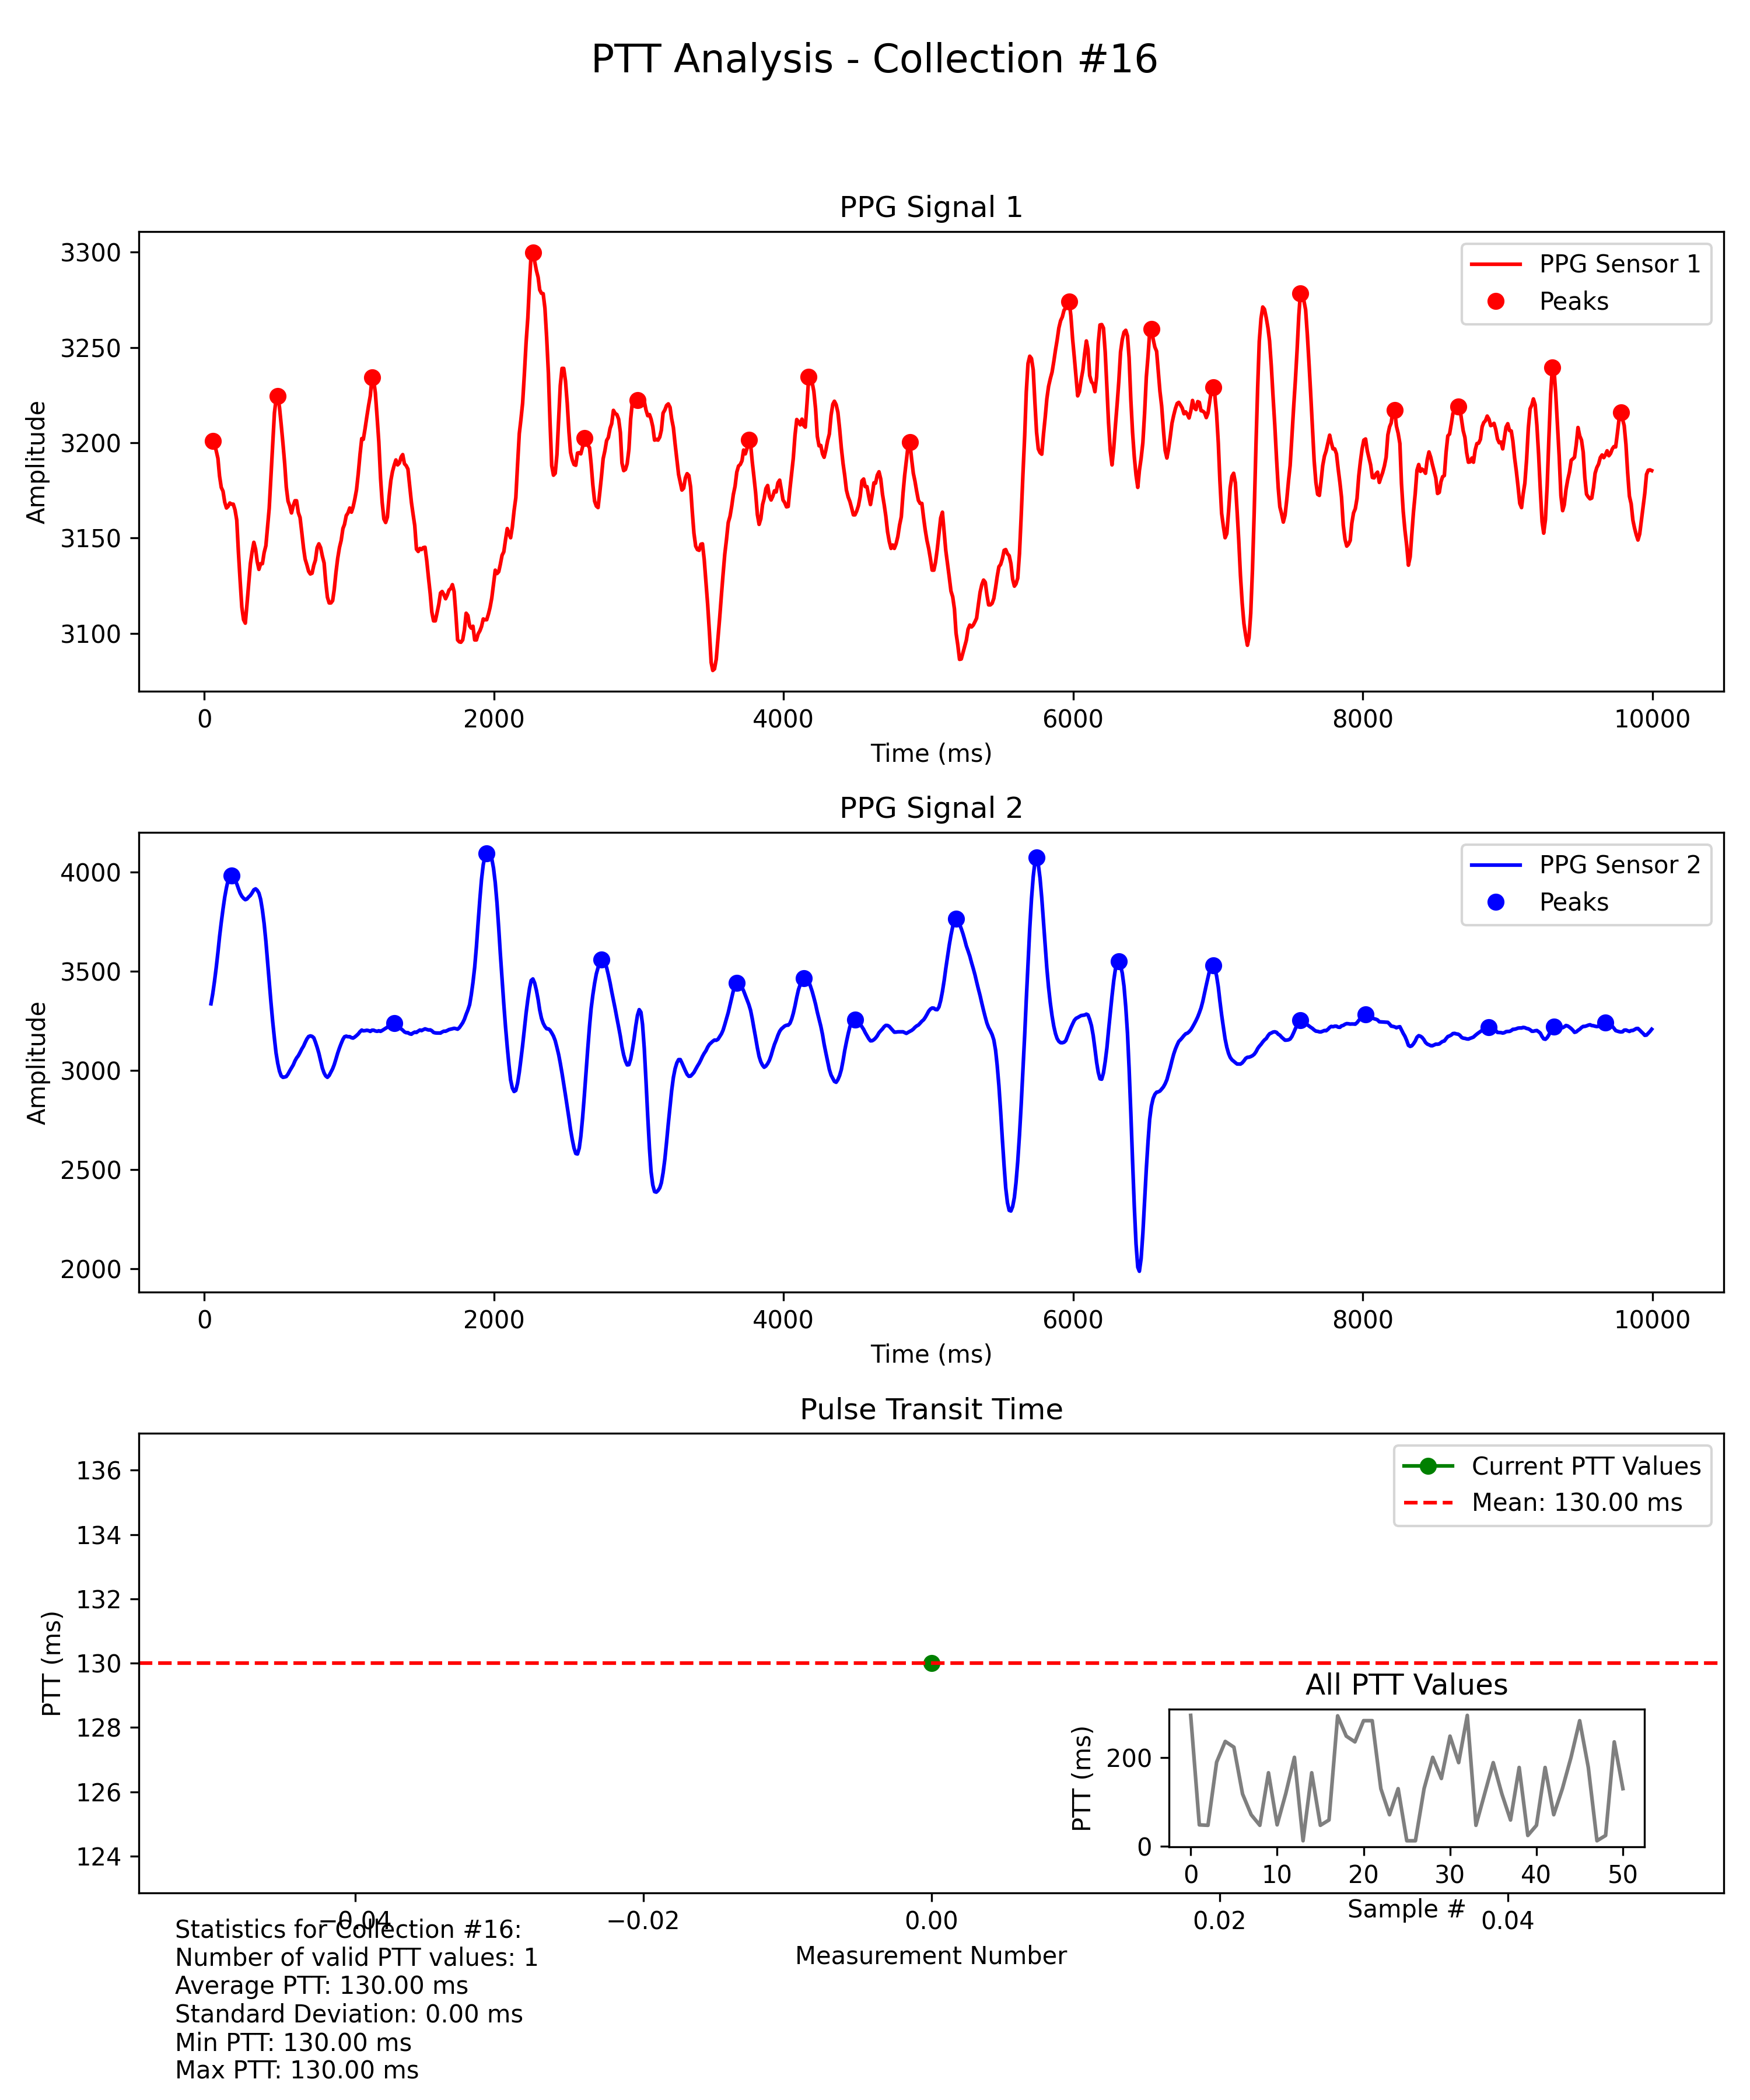 PTT Analysis - Collection #16
PPG Signal 1
Amplitude
3300
3250
3200
3150
3100
PPG Sensor 1
Peaks
0 2000 4000 6000 8000 10000
Time (ms)
PPG Signal 2
Amplitude
4000
3500
3000
2500
2000
PPG Sensor 2
Peaks
0 2000 4000 6000 8000 10000
Time (ms)
Pulse Transit Time
PTT (ms)
136
134
132
130
128
126
124
Current PTT Values
Mean: 130.00 ms
All PTT Values
PTT (ms)
200
0
0 10 20 30 40 50
Sample #
−0.04 −0.02 0.00 0.02 0.04
Measurement Number
Statistics for Collection #16:
Number of valid PTT values: 1
Average PTT: 130.00 ms
Standard Deviation: 0.00 ms
Min PTT: 130.00 ms
Max PTT: 130.00 ms